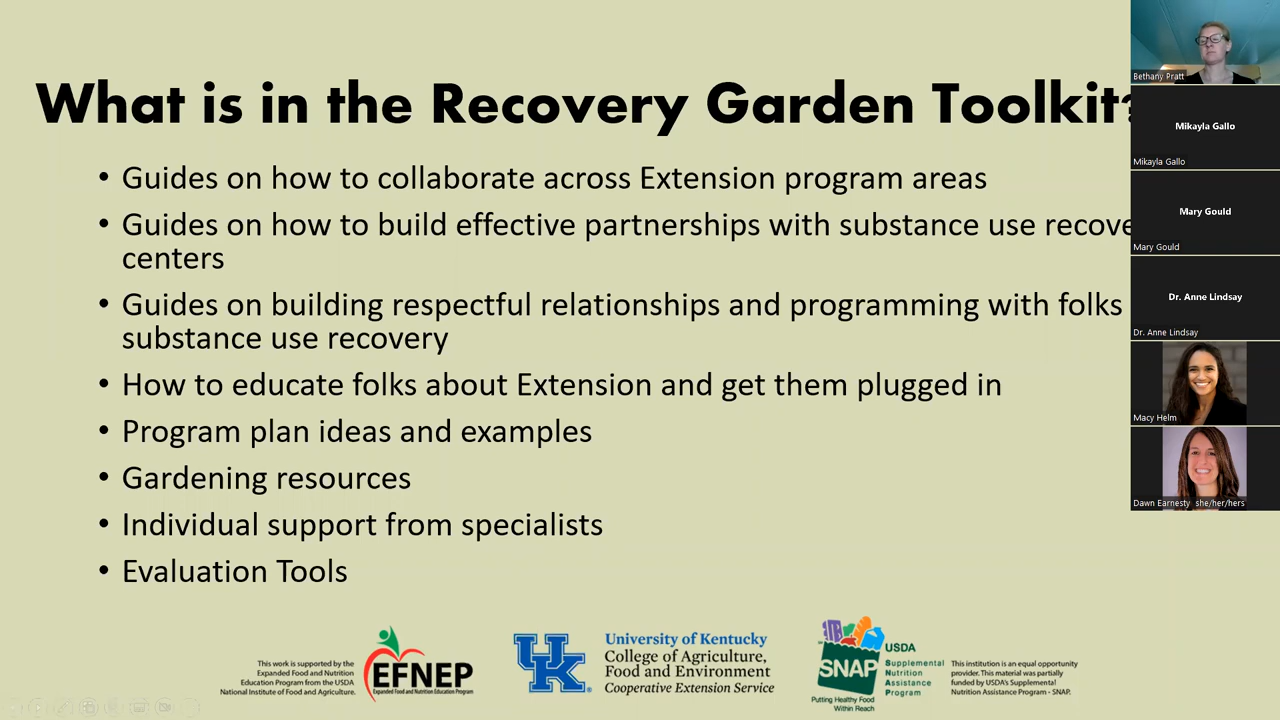 What is in the Recovery Garden Toolkit?
• Guides on how to collaborate across Extension program areas
• Guides on how to build effective partnerships with substance use recove
centers
• Guides on building respectful relationships and programming with folks
substance use recovery
• How to educate folks about Extension and get them plugged in
• Program plan ideas and examples
• Gardening resources
• Individual support from specialists
• Evaluation Tools
This work is supported by the
Expanded Food and Nutrition
Education Program from the USDA
National Institute of Food and Agriculture.
EFNEP
Expanded Food and Nutrition Education Program
UK
University of Kentucky
College of Agriculture,
Food and Environment
Cooperative Extension Service
SNAP
Putting Healthy Food
Within Reach
USDA
Supplemental
Nutrition
Assistance
Program
This institution is an equal opportunity
provider. This material was partially
funded by USDA's Supplemental
Nutrition Assistance Program - SNAP.
Bethany Pratt
Mikayla Gallo
Mikayla Gallo
Mary Gould
Mary Gould
Dr. Anne Lindsay
Dr. Anne Lindsay
Macy Helm
Dawn Earnesty she/her/hers